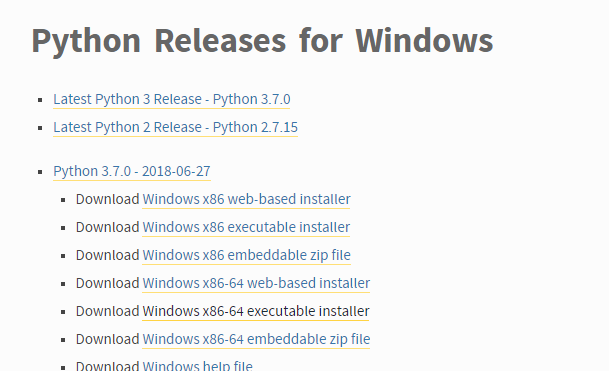 Python Releases for Windows
Latest Python 3 Release - Python 3.7.0
Latest Python 2 Release - Python 2.7.15
Python 3.7.0 - 2018-06-27
Download Windows x86 web-based installer
Download Windows x86 executable installer
Download Windows x86 embeddable zip file
Download Windows x86-64 web-based installer
Download Windows x86-64 executable installer
Download Windows x86-64 embeddable zip file
Download Windows help file